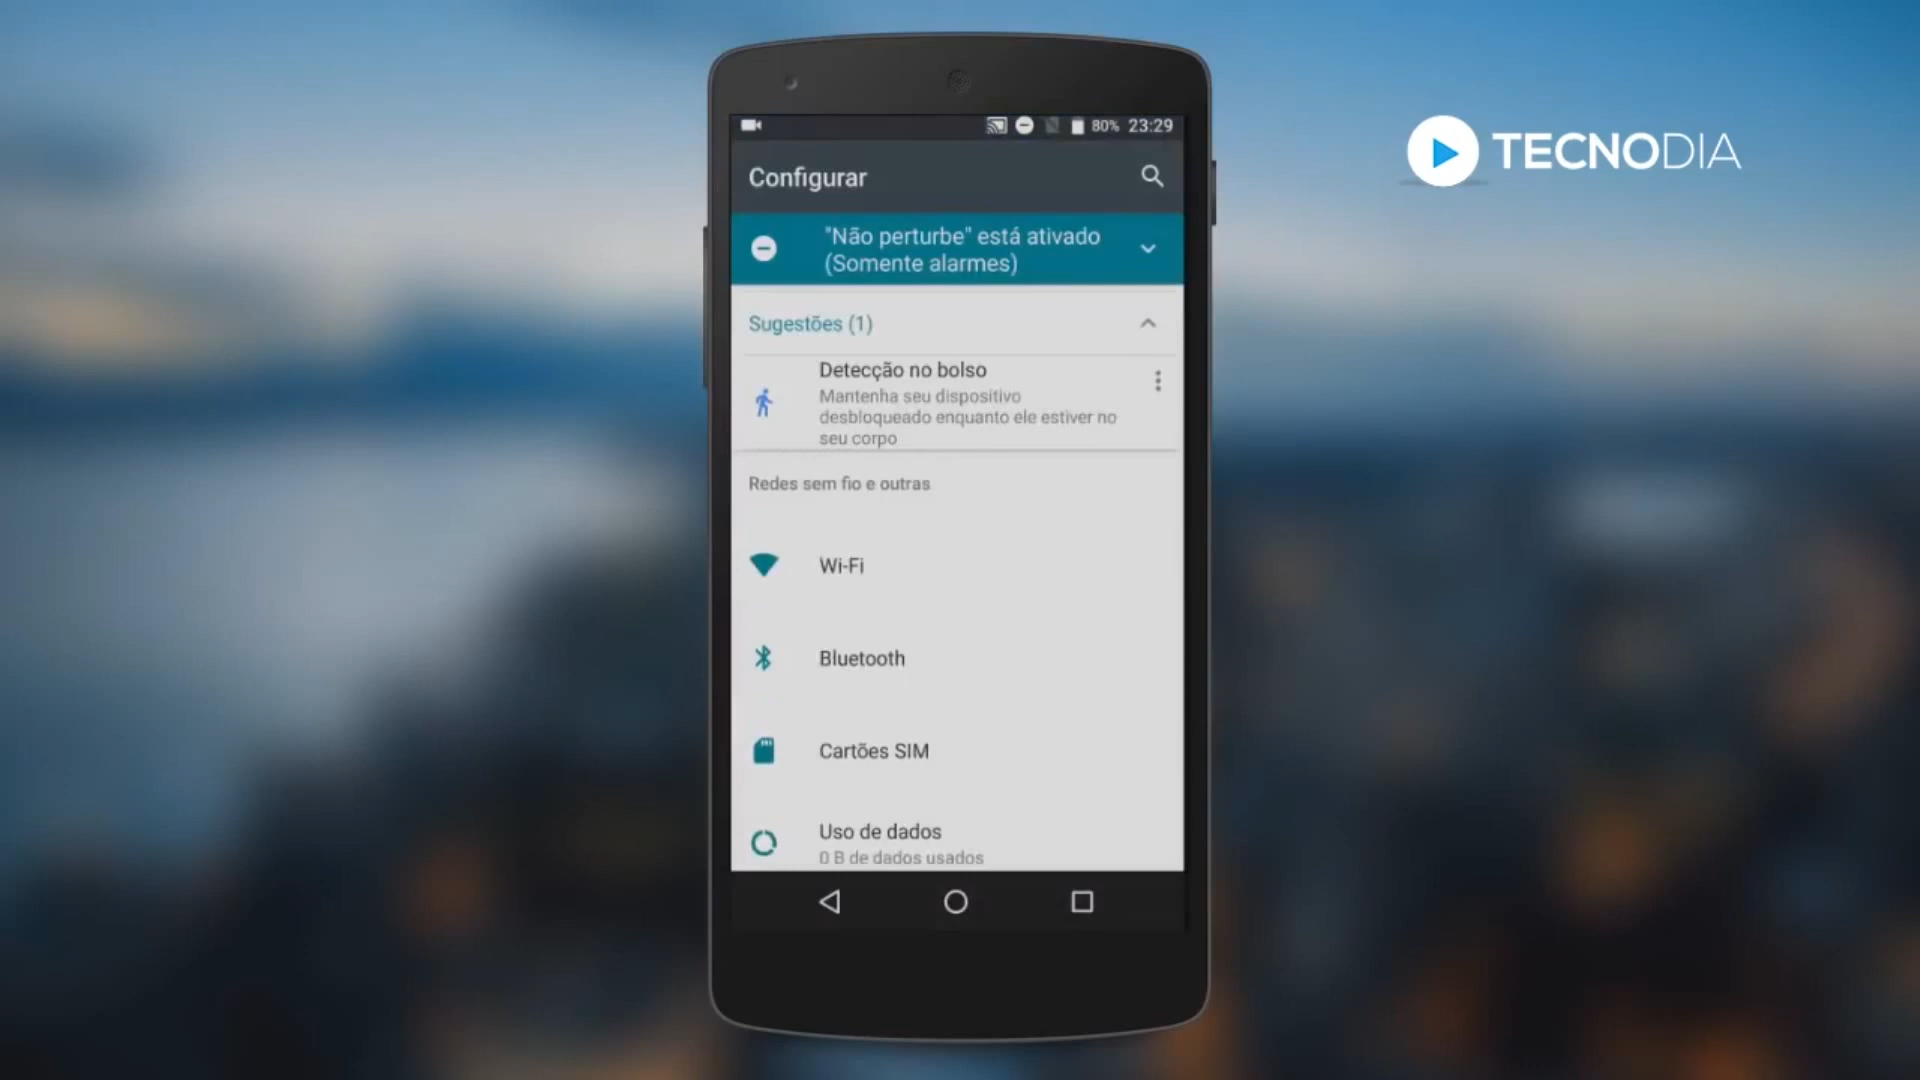 80% 23:29
TECNODIA
Configurar
"Não perturbe" está ativado
(Somente alarmes)
Sugestões (1)
Detecção no bolso
Mantenha seu dispositivo
desbloqueado enquanto ele estiver no
seu corpo
Redes sem fio e outras
Wi-Fi
Bluetooth
Cartões SIM
Uso de dados
0 B de dados usados